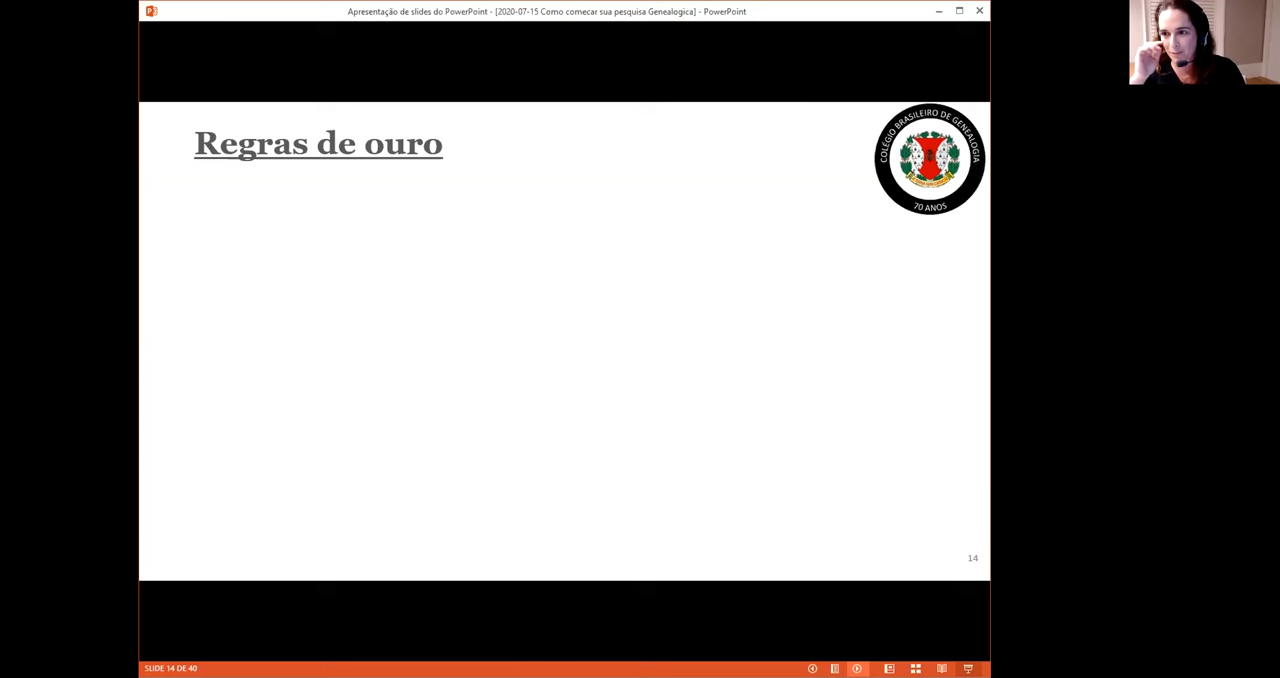 Apresentação de slides do PowerPoint - [2020-07-15 Como comecar sua pesquisa Genealogica] - PowerPoint
Regras de ouro
COLÉGIO BRASILEIRO DE GENEALOGIA
70 ANOS
14
SLIDE 14 DE 40